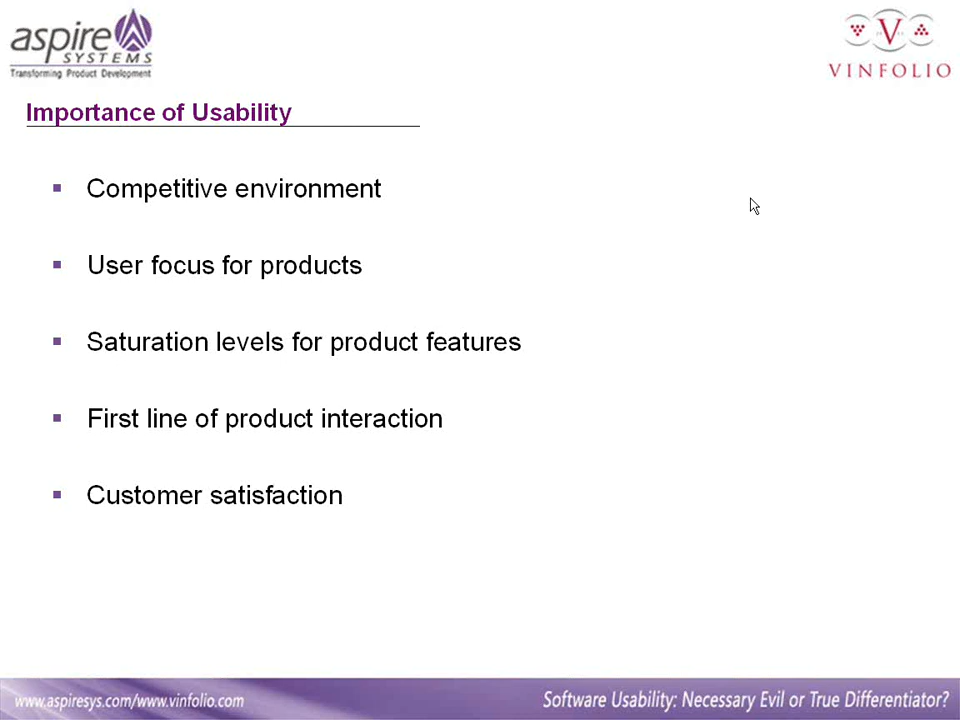 aspire
SYSTEMS
Transforming Product Development
V
VINFOLIO
Importance of Usability
Competitive environment
User focus for products
Saturation levels for product features
First line of product interaction
Customer satisfaction
www.aspiresys.com/www.vinfolio.com
Software Usability: Necessary Evil or True Differentiator?